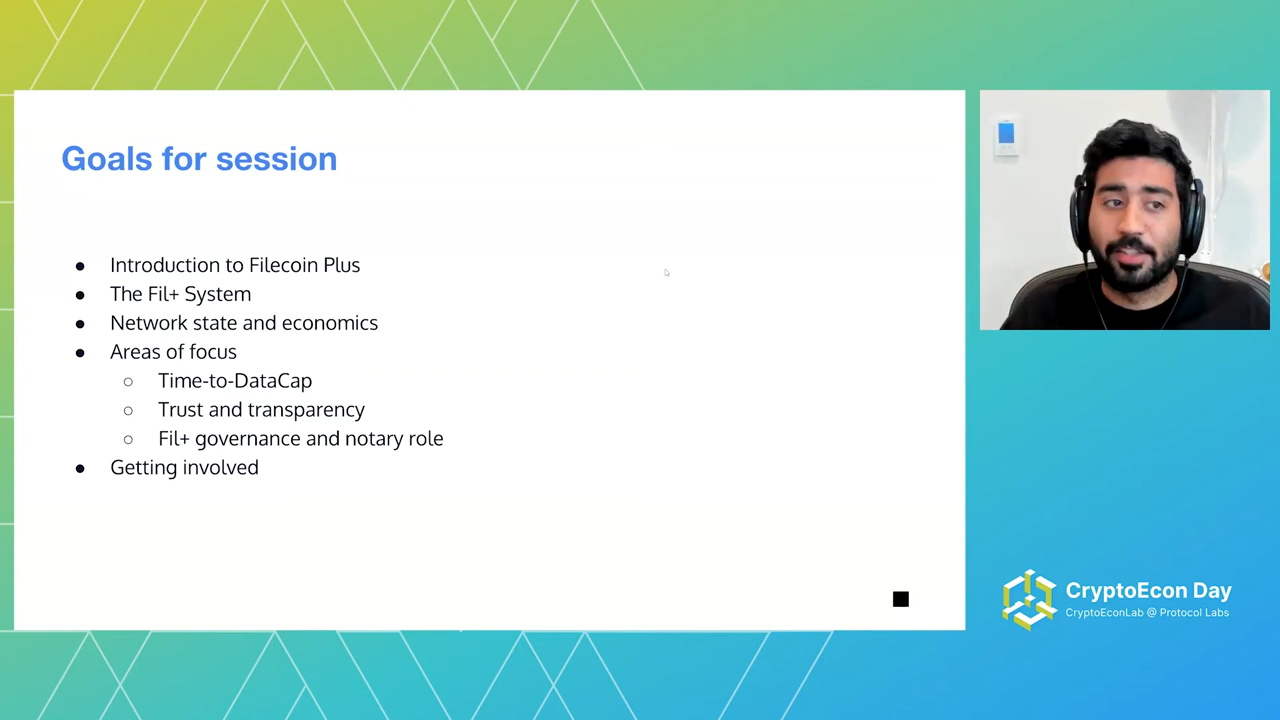 Goals for session
● Introduction to Filecoin Plus
● The Fil+ System
● Network state and economics
● Areas of focus
○ Time-to-DataCap
○ Trust and transparency
○ Fil+ governance and notary role
● Getting involved
CryptoEcon Day
CryptoEconLab @ Protocol Labs